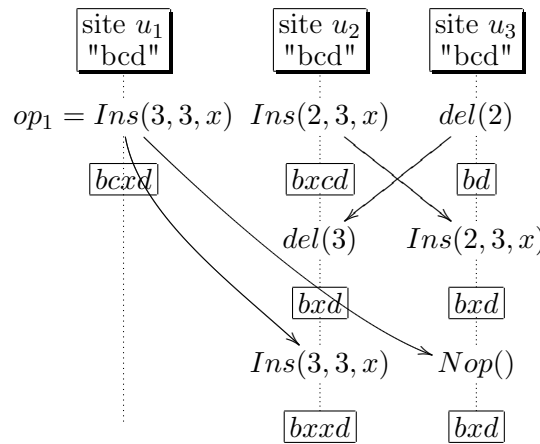 site u₁ site u₂ site u₃
"bcd" "bcd" "bcd"
op₁ = Ins(3, 3, x) Ins(2, 3, x) del(2)
bcxd bxcd bd
del(3) Ins(2, 3, x)
bxd bxd
Ins(3, 3, x) Nop()
bxxd bxd